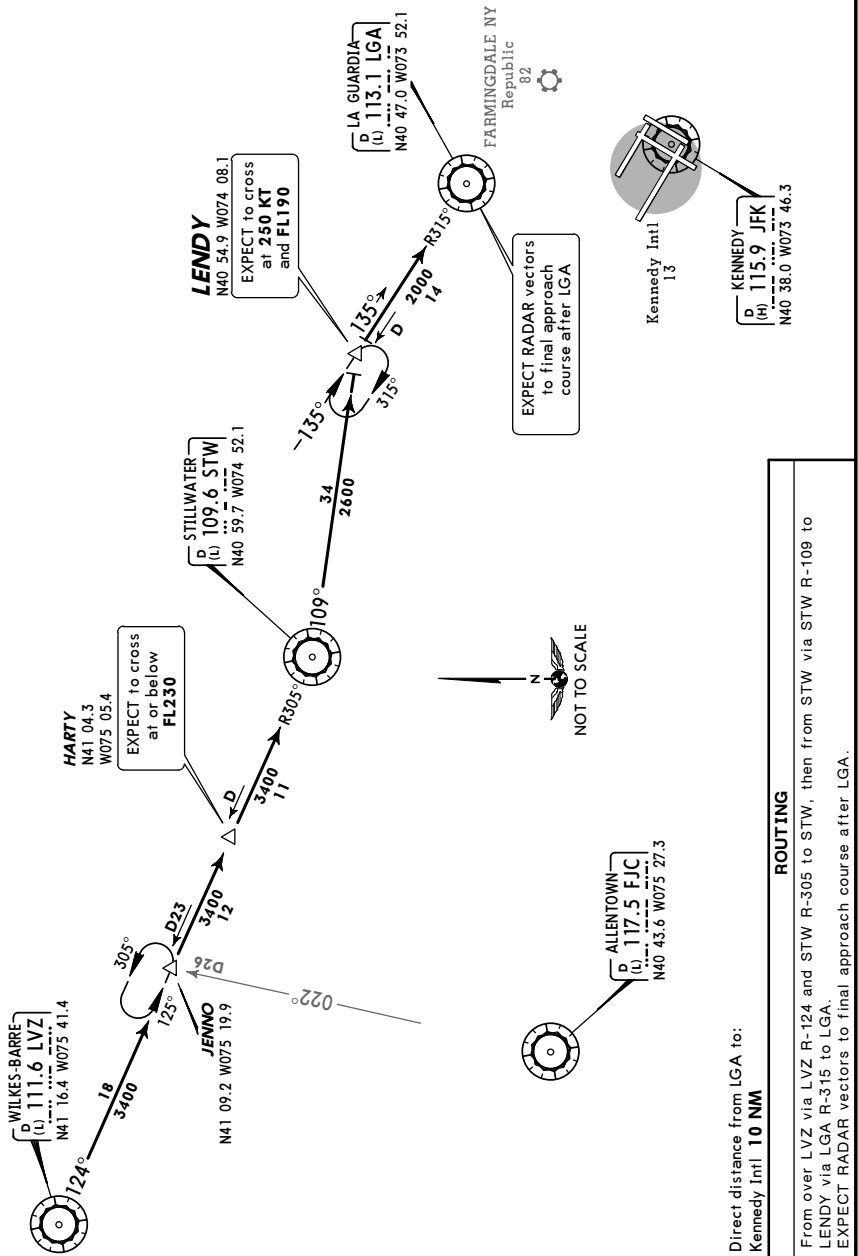 WILKES-BARRE
D
(L) 111.6 LVZ
N41 16.4 W075 41.4
124°
18
3400
305°
125°
JENNO
N41 09.2 W075 19.9
D26
022°
D23
3400
12
HARTY
N41 04.3
W075 05.4
EXPECT to cross
at or below
FL230
D
3400
11
R305°
STILLWATER
D
(L) 109.6 STW
N40 59.7 W074 52.1
109°
34
2600
LENDY
N40 54.9 W074 08.1
EXPECT to cross
at 250 KT
and FL190
-135°
135°
315°
D
2000
14
R315°
LA GUARDIA
D
(L) 113.1 LGA
N40 47.0 W073 52.1
EXPECT RADAR vectors
to final approach
course after LGA
FARMINGDALE NY
Republic
82
Kennedy Intl
13
KENNEDY
D
(H) 115.9 JFK
N40 38.0 W073 46.3
N
NOT TO SCALE
ALLENTOWN
D
(L) 117.5 FJC
N40 43.6 W075 27.3
Direct distance from LGA to:
Kennedy Intl 10 NM
ROUTING
From over LVZ via LVZ R-124 and STW R-305 to STW, then from STW via STW R-109 to
LENDY via LGA R-315 to LGA.
EXPECT RADAR vectors to final approach course after LGA.